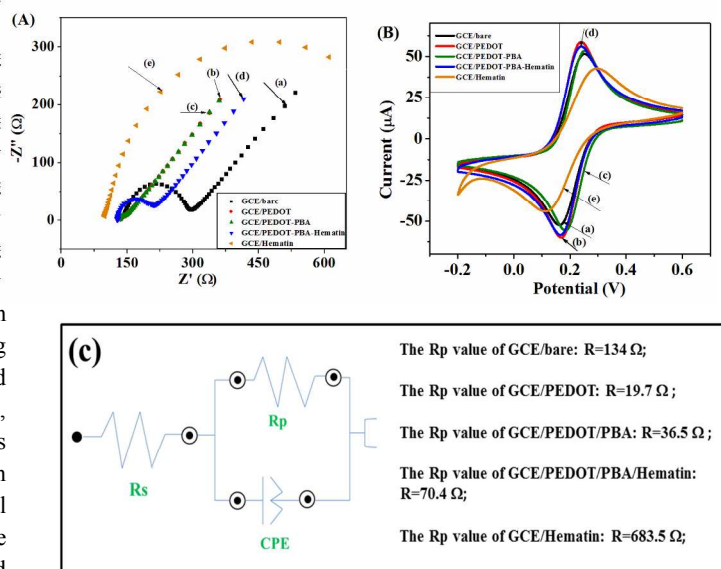 (A)
-Z'' (Ω)
300
200
100
0
0
150
300
450
600
Z' (Ω)
(e)
(b)
(d)
(a)
(c)
GCE/bare
GCE/PEDOT
GCE/PEDOT-PBA
GCE/PEDOT-PBA-Hematin
GCE/Hematin
(B)
Current (μA)
50
0
-50
-0.2
0.0
0.2
0.4
0.6
Potential (V)
GCE/bare
GCE/PEDOT
GCE/PEDOT-PBA
GCE/PEDOT-PBA-Hematin
GCE/Hematin
(d)
(c)
(e)
(a)
(b)
(c)
Rs
Rp
CPE
The Rp value of GCE/bare: R=134 Ω;
The Rp value of GCE/PEDOT: R=19.7 Ω ;
The Rp value of GCE/PEDOT/PBA: R=36.5 Ω ;
The Rp value of GCE/PEDOT/PBA/Hematin:
R=70.4 Ω;
The Rp value of GCE/Hematin: R=683.5 Ω;